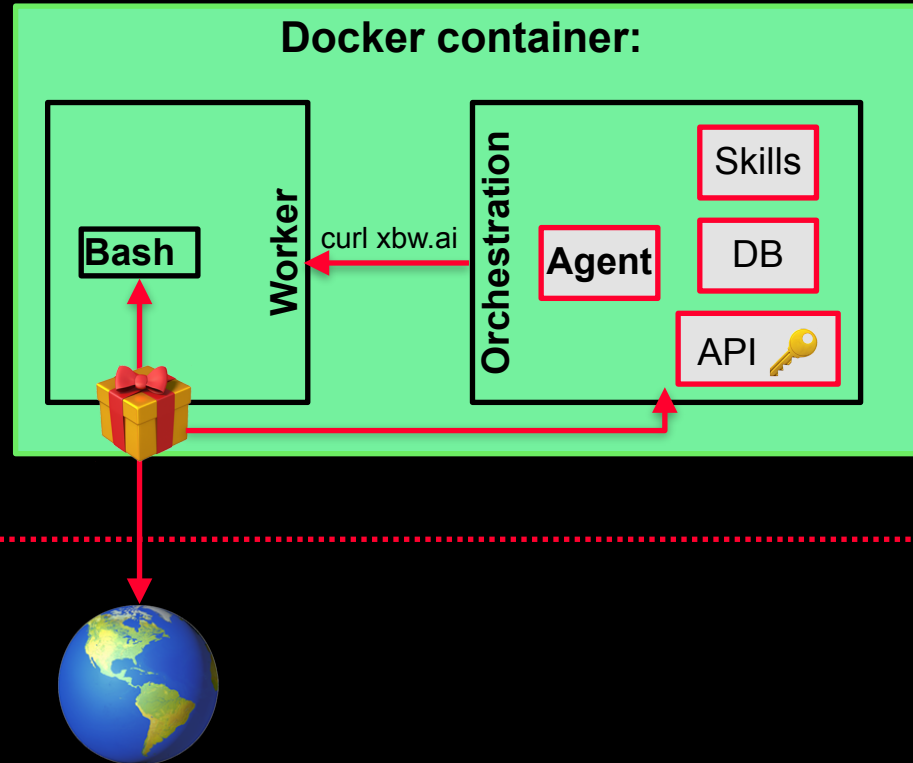 Docker container:
Bash
Worker
curl xbw.ai
Orchestration
Agent
Skills
DB
API